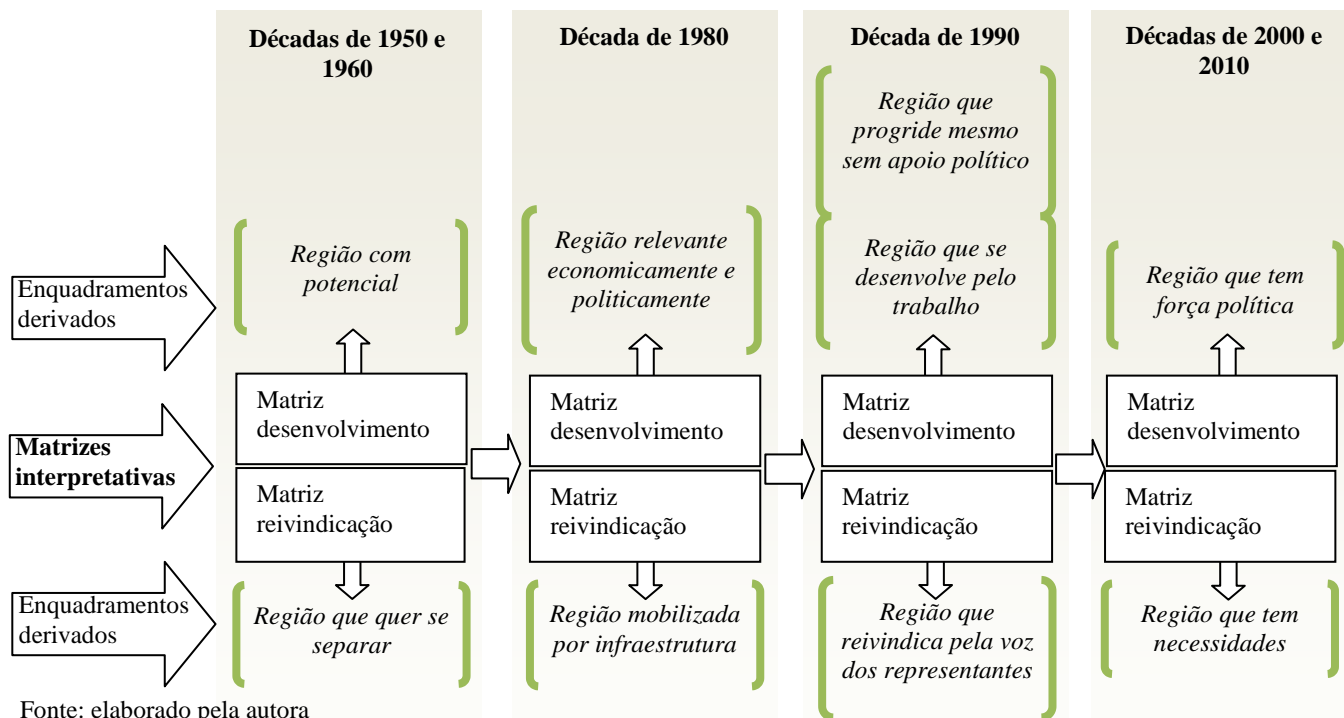 Décadas de 1950 e
1960
Década de 1980
Década de 1990
Décadas de 2000 e
2010
Região que
progride mesmo
sem apoio político
Enquadramentos
derivados
Região com
potencial
Região relevante
economicamente e
politicamente
Região que se
desenvolve pelo
trabalho
Região que tem
força política
Matrizes
interpretativas
Matriz
desenvolvimento
Matriz
desenvolvimento
Matriz
desenvolvimento
Matriz
desenvolvimento
Matriz
reivindicação
Matriz
reivindicação
Matriz
reivindicação
Matriz
reivindicação
Enquadramentos
derivados
Região que quer se
separar
Região mobilizada
por infraestrutura
Região que
reivindica pela voz
dos representantes
Região que tem
necessidades
Fonte: elaborado pela autora